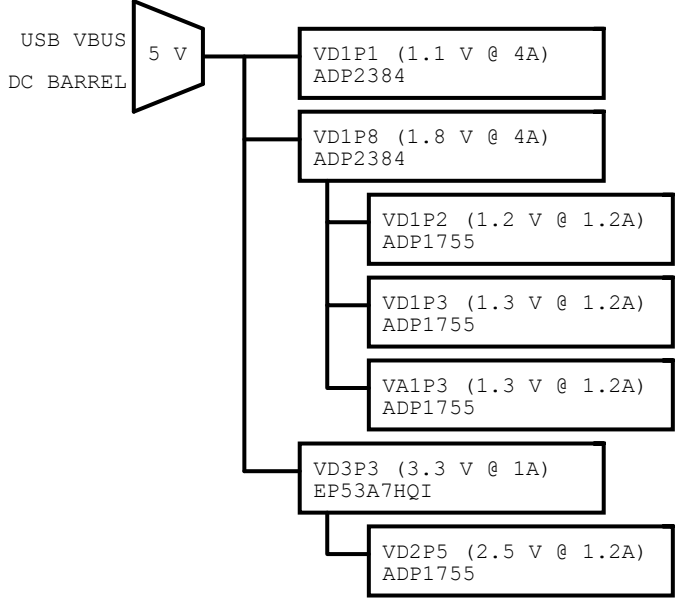 USB VBUS
DC BARREL
5 V
VD1P1 (1.1 V @ 4A)
ADP2384
VD1P8 (1.8 V @ 4A)
ADP2384
VD1P2 (1.2 V @ 1.2A)
ADP1755
VD1P3 (1.3 V @ 1.2A)
ADP1755
VA1P3 (1.3 V @ 1.2A)
ADP1755
VD3P3 (3.3 V @ 1A)
EP53A7HQI
VD2P5 (2.5 V @ 1.2A)
ADP1755